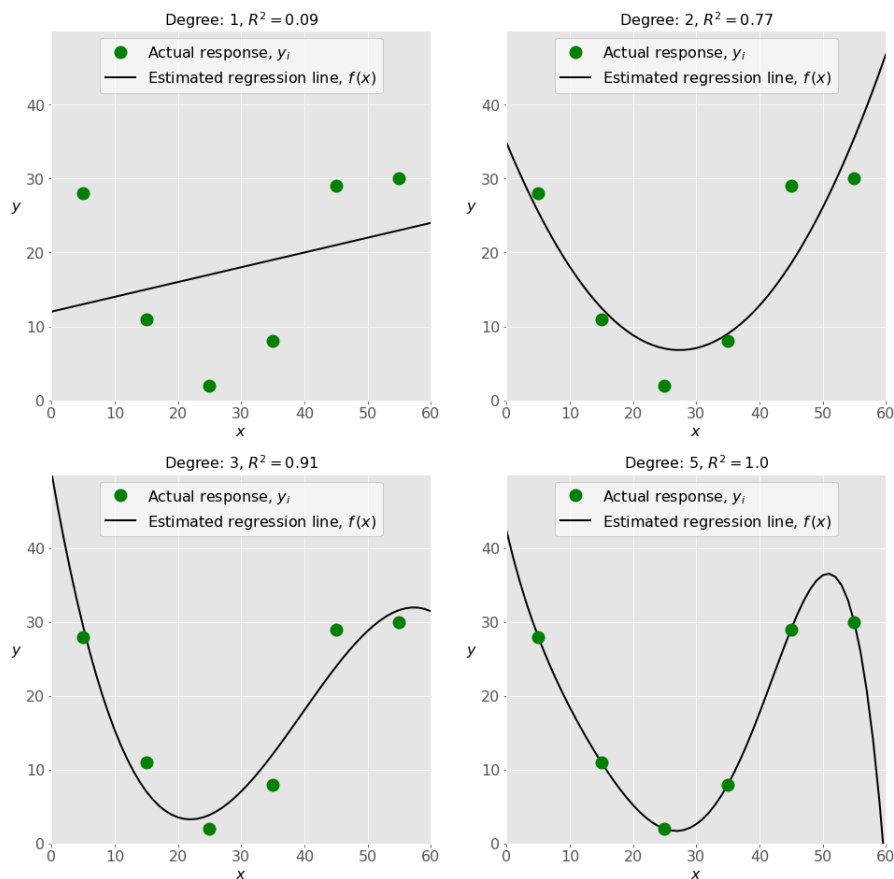 Degree: 1, R² = 0.09
Actual response, yᵢ
Estimated regression line, f(x)
40
30
y
20
10
0
0 10 20 30 40 50 60
x
Degree: 2, R² = 0.77
Actual response, yᵢ
Estimated regression line, f(x)
40
30
y
20
10
0
0 10 20 30 40 50 60
x
Degree: 3, R² = 0.91
Actual response, yᵢ
Estimated regression line, f(x)
40
30
y
20
10
0
0 10 20 30 40 50 60
x
Degree: 5, R² = 1.0
Actual response, yᵢ
Estimated regression line, f(x)
40
30
y
20
10
0
0 10 20 30 40 50 60
x